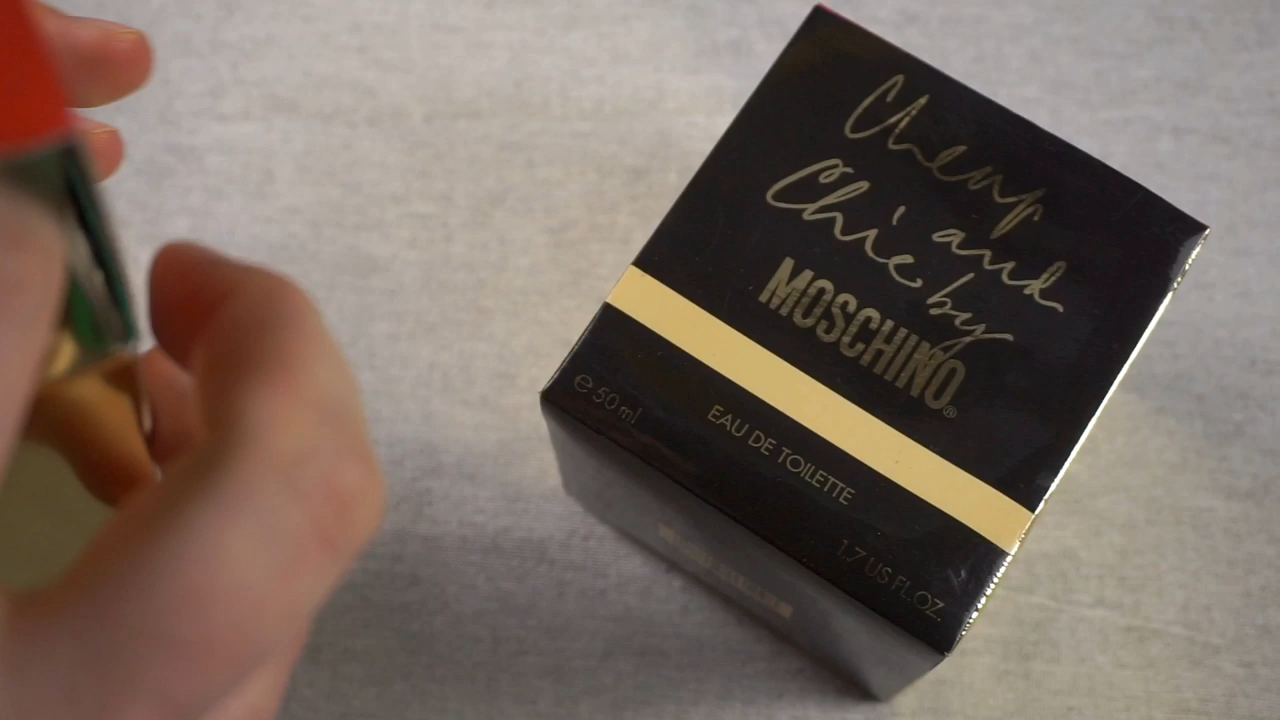 Cheap and
Chic by
MOSCHINO®
e 50 ml
EAU DE TOILETTE
1.7 US FL.OZ.